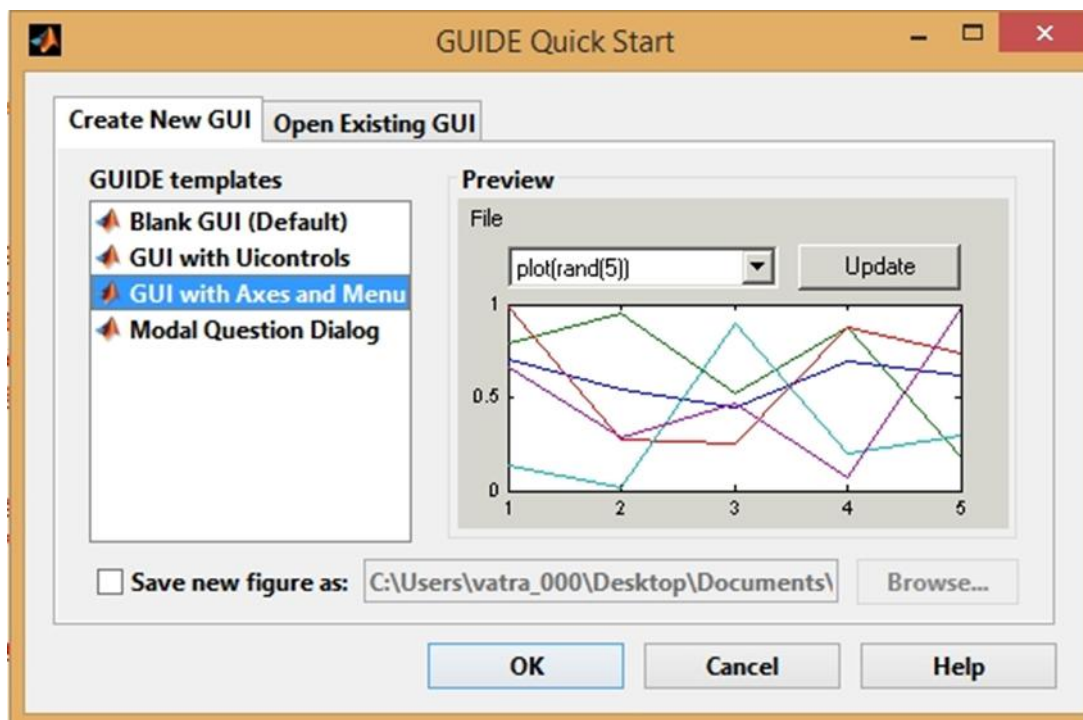 GUIDE Quick Start
Create New GUI
Open Existing GUI
GUIDE templates
Blank GUI (Default)
GUI with Uicontrols
GUI with Axes and Menu
Modal Question Dialog
Preview
File
plot(rand(5))
Update
1
0.5
0
1 2 3 4 5
Save new figure as: C:\Users\vatra_000\Desktop\Documents\ Browse...
OK Cancel Help